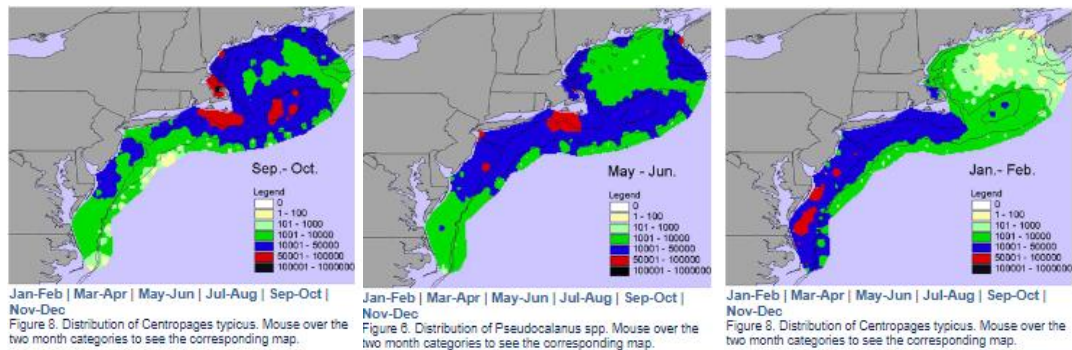 Sep.- Oct.
Legend
0
1 - 100
101 - 1000
1001 - 10000
10001 - 50000
50001 - 100000
100001 - 1000000
Jan-Feb | Mar-Apr | May-Jun | Jul-Aug | Sep-Oct |
Nov-Dec
Figure 8. Distribution of Centropages typicus. Mouse over the
two month categories to see the corresponding map.
May - Jun.
Legend
0
1 - 100
101 - 1000
1001 - 10000
10001 - 50000
50001 - 100000
100001 - 1000000
Jan-Feb | Mar-Apr | May-Jun | Jul-Aug | Sep-Oct |
Nov-Dec
Figure 6. Distribution of Pseudocalanus spp. Mouse over the
two month categories to see the corresponding map.
Jan.- Feb.
Legend
0
1 - 100
101 - 1000
1001 - 10000
10001 - 50000
50001 - 100000
100001 - 1000000
Jan-Feb | Mar-Apr | May-Jun | Jul-Aug | Sep-Oct |
Nov-Dec
Figure 8. Distribution of Centropages typicus. Mouse over the
two month categories to see the corresponding map.